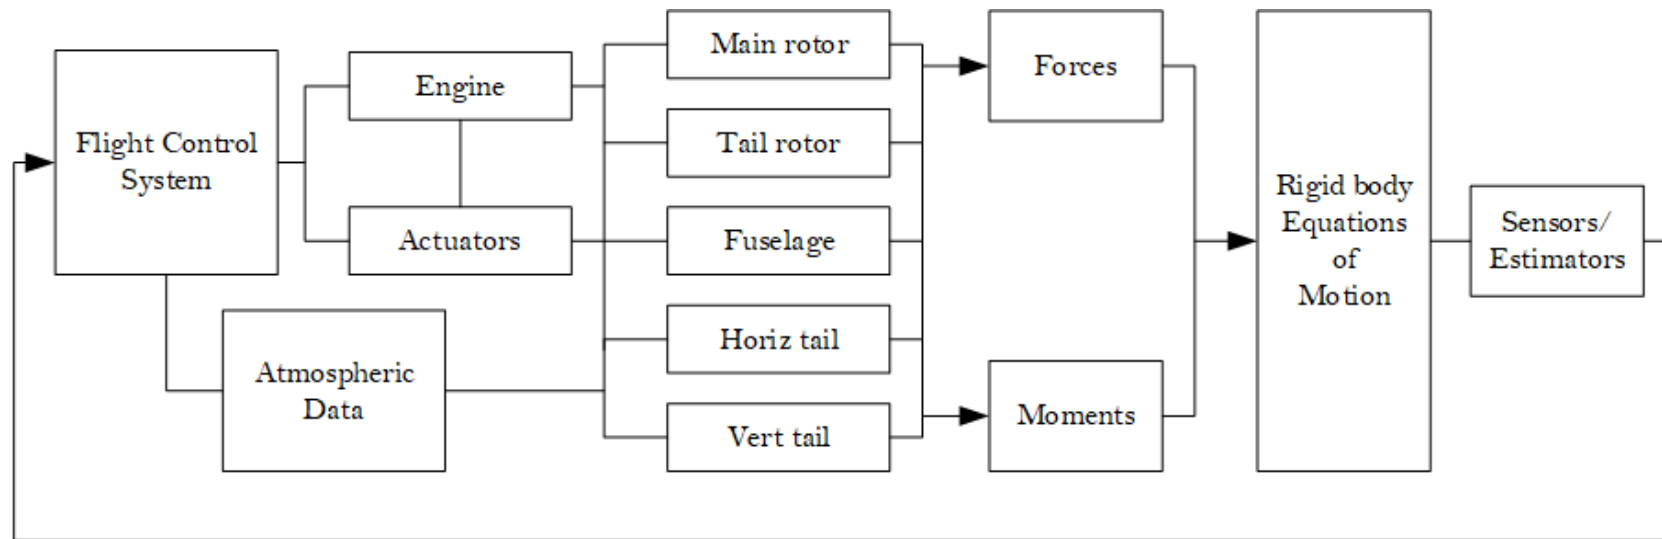 Flight Control
System
Engine
Actuators
Atmospheric
Data
Main rotor
Tail rotor
Fuselage
Horiz tail
Vert tail
Forces
Moments
Rigid body
Equations
of
Motion
Sensors/
Estimators